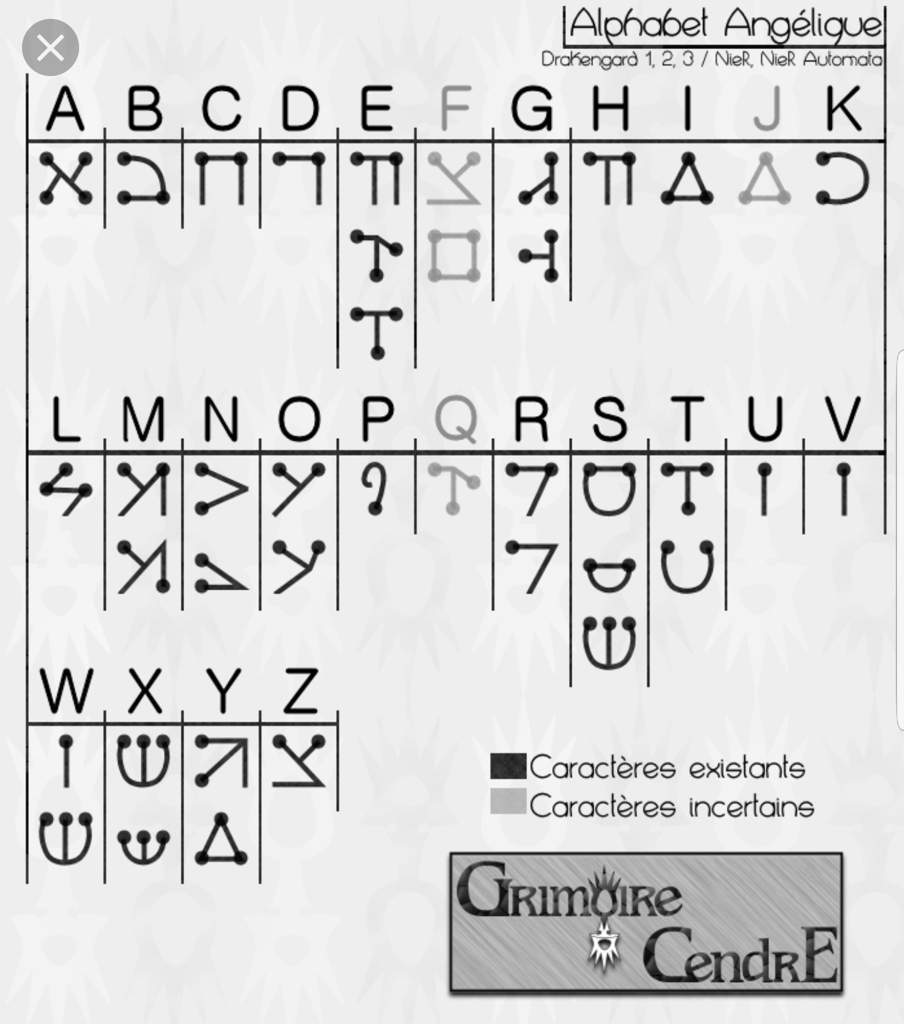 Alphabet Angélique
Drakengard 1, 2, 3 / NieR, NieR Automata
A B C D E F G H I J K
L M N O P Q R S T U V
W X Y Z
Caractères existants
Caractères incertains
Grimoire
Cendre